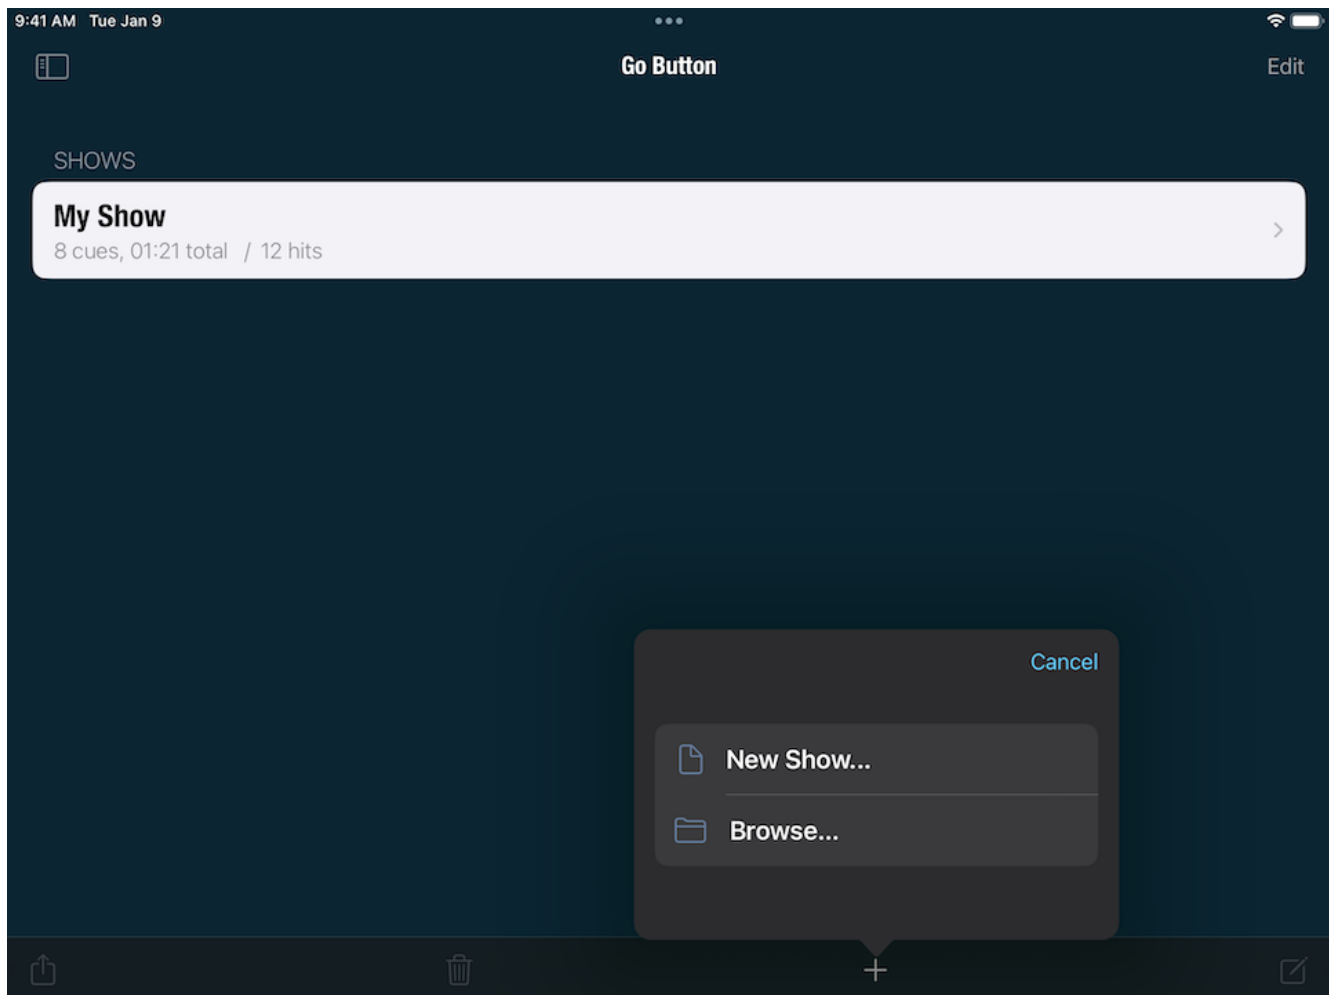 9:41 AM Tue Jan 9
Go Button
Edit
SHOWS
My Show
8 cues, 01:21 total / 12 hits
Cancel
New Show...
Browse...